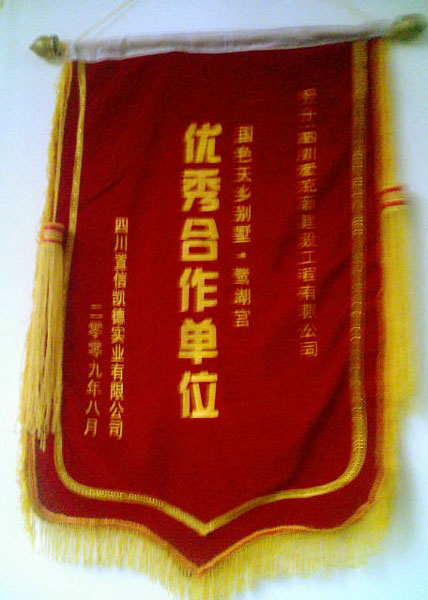 四川建设工程有限公司
国色天乡别墅·鹭湖宫
优秀合作单位
四川置信凯德实业有限公司
二零零九年八月